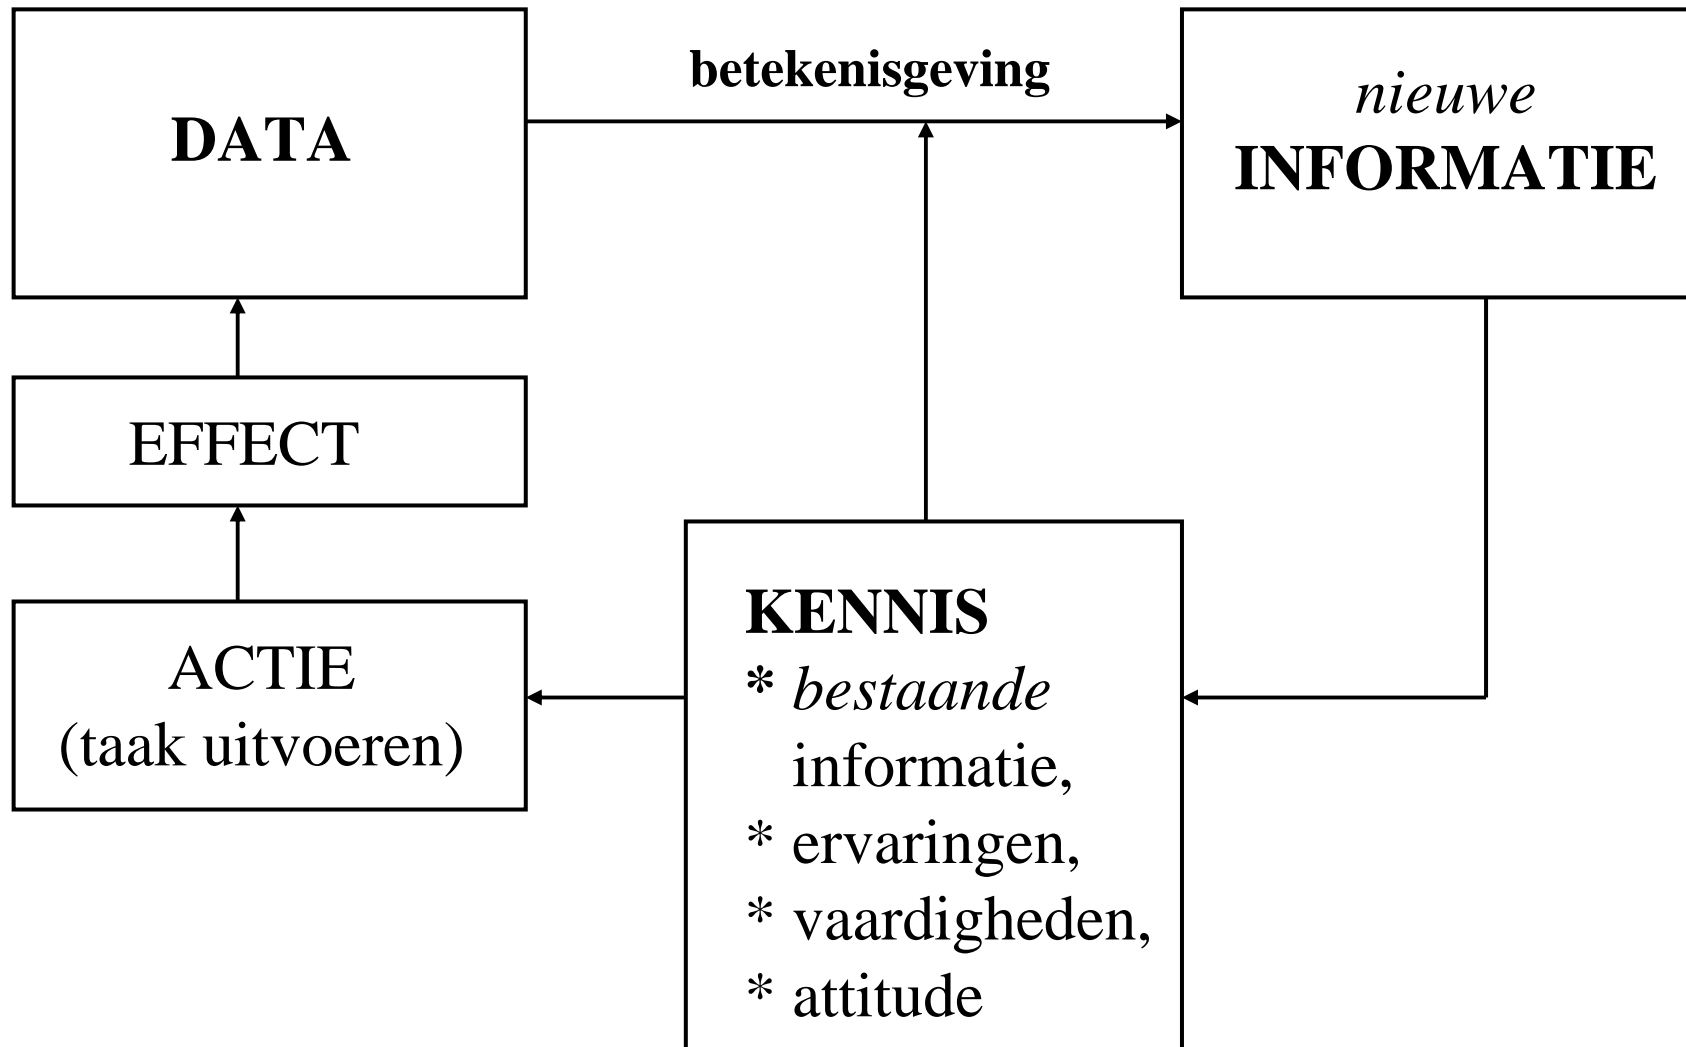 DATA
betekenisgeving
nieuwe
INFORMATIE
EFFECT
ACTIE
(taak uitvoeren)
KENNIS
* bestaande
informatie,
* ervaringen,
* vaardigheden,
* attitude